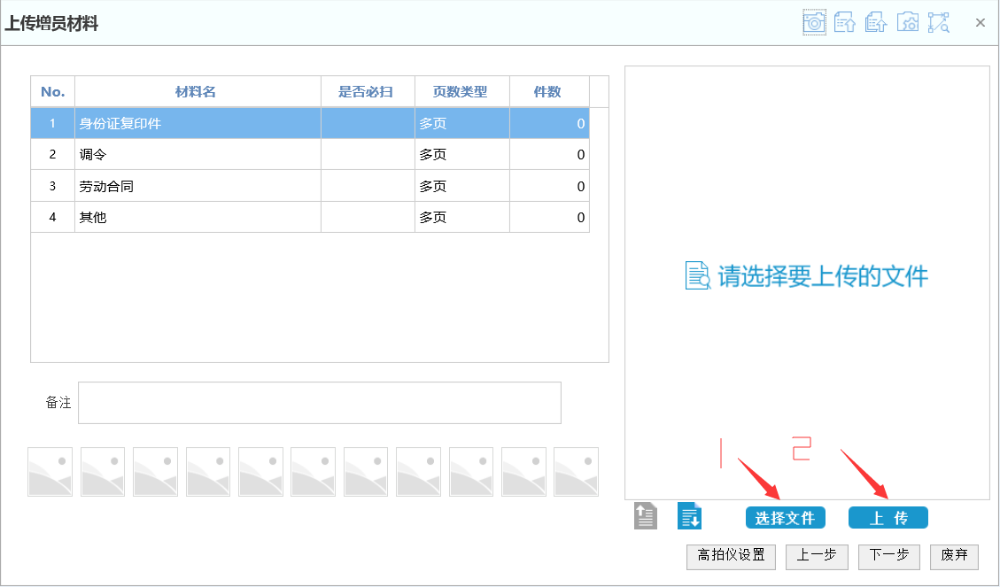 上传增员材料
No. 材料名 是否必扫 页数类型 件数
1 身份证复印件 多页 0
2 调令 多页 0
3 劳动合同 多页 0
4 其他 多页 0
请选择要上传的文件
备注
1 2
选择文件 上 传
高拍仪设置 上一步 下一步 废弃